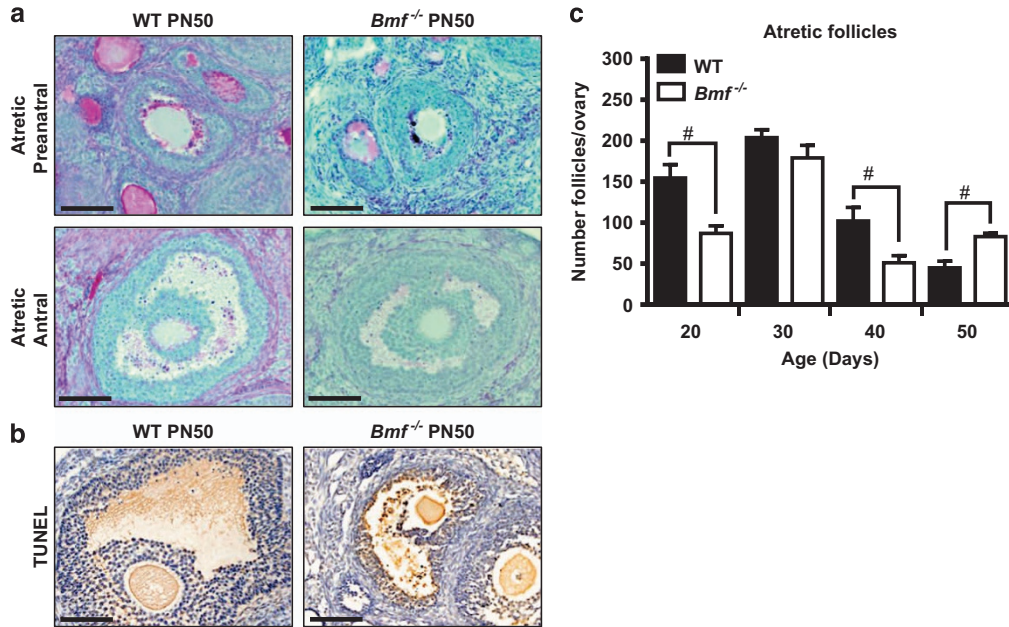 a
WT PN50
Bmf -/- PN50
Atretic
Preanatral
Atretic
Antral
b
WT PN50
Bmf -/- PN50
TUNEL
c
Atretic follicles
WT
Bmf -/-
Number follicles/ovary
300
250
200
150
100
50
0
#
#
#
20 30 40 50
Age (Days)